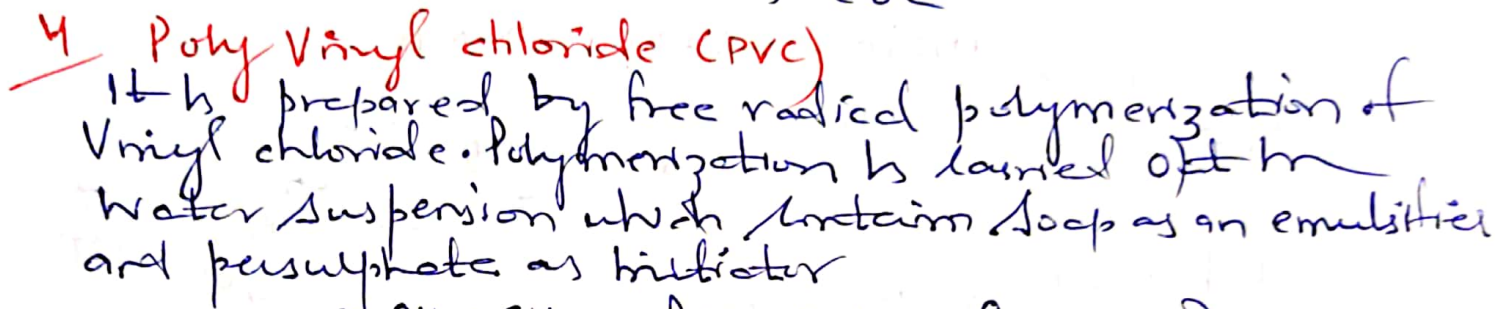 4 Poly Vinyl chloride (PVC)
It is prepared by free radical polymerization of
Vinyl chloride. Polymerization is carried out in
Water suspension which contain soap as an emulsifier
and persulphate as initiator